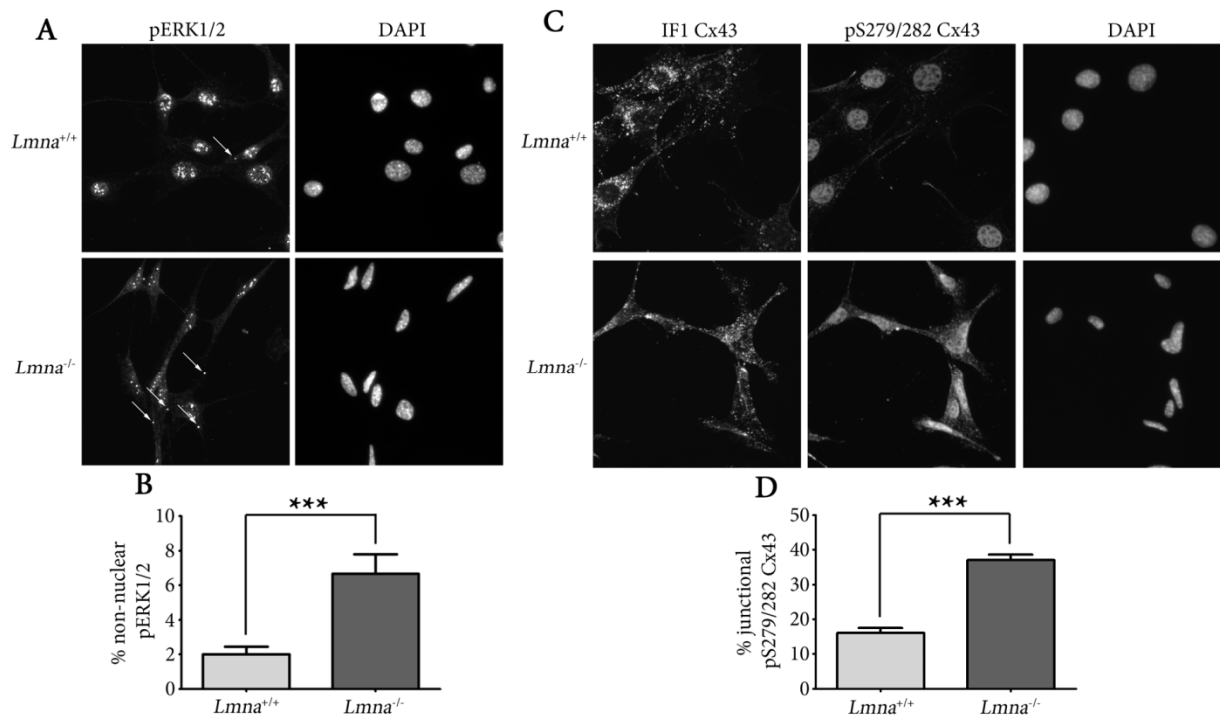 A
pERK1/2
DAPI
Lmna+/+
Lmna-/-
B
***
% non-nuclear
pERK1/2
10
8
6
4
2
0
Lmna+/+
Lmna-/-
C
IF1 Cx43
pS279/282 Cx43
DAPI
Lmna+/+
Lmna-/-
D
***
% junctional
pS279/282 Cx43
50
40
30
20
10
0
Lmna+/+
Lmna-/-